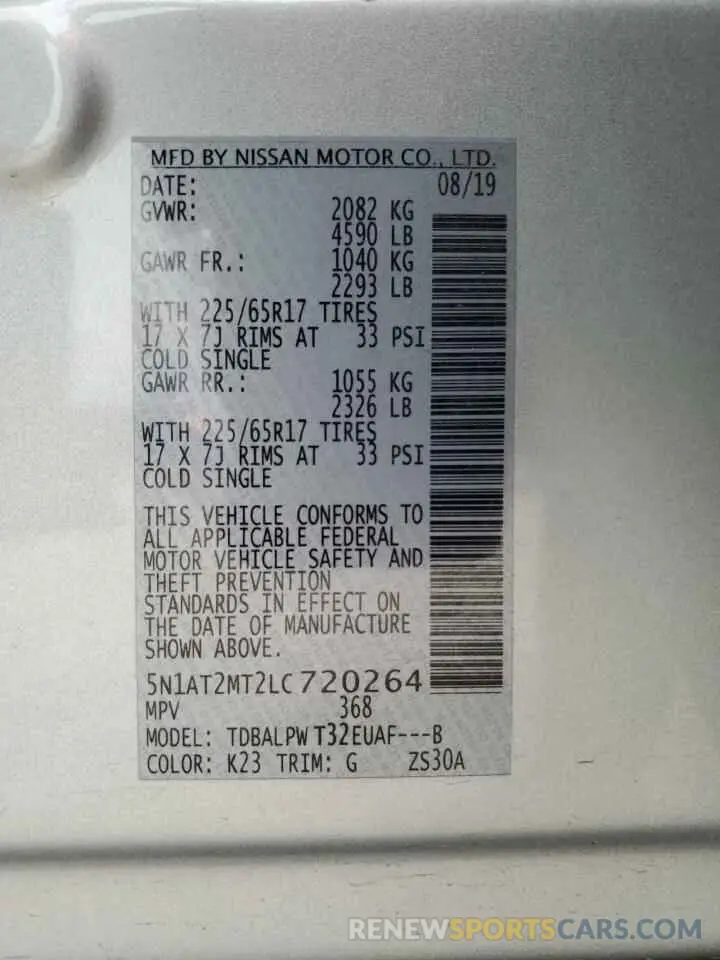 MFD BY NISSAN MOTOR CO., LTD.
DATE: 08/19
GVWR: 2082 KG
4590 LB
GAWR FR.: 1040 KG
2293 LB
WITH 225/65R17 TIRES
17 X 7J RIMS AT 33 PSI
COLD SINGLE
GAWR RR.: 1055 KG
2326 LB
WITH 225/65R17 TIRES
17 X 7J RIMS AT 33 PSI
COLD SINGLE
THIS VEHICLE CONFORMS TO
ALL APPLICABLE FEDERAL
MOTOR VEHICLE SAFETY AND
THEFT PREVENTION
STANDARDS IN EFFECT ON
THE DATE OF MANUFACTURE
SHOWN ABOVE.
5N1AT2MT2LC720264
MPV 368
MODEL: TDBALPW T32EUAF---B
COLOR: K23 TRIM: G ZS30A
RENEWSPORTSCARS.COM